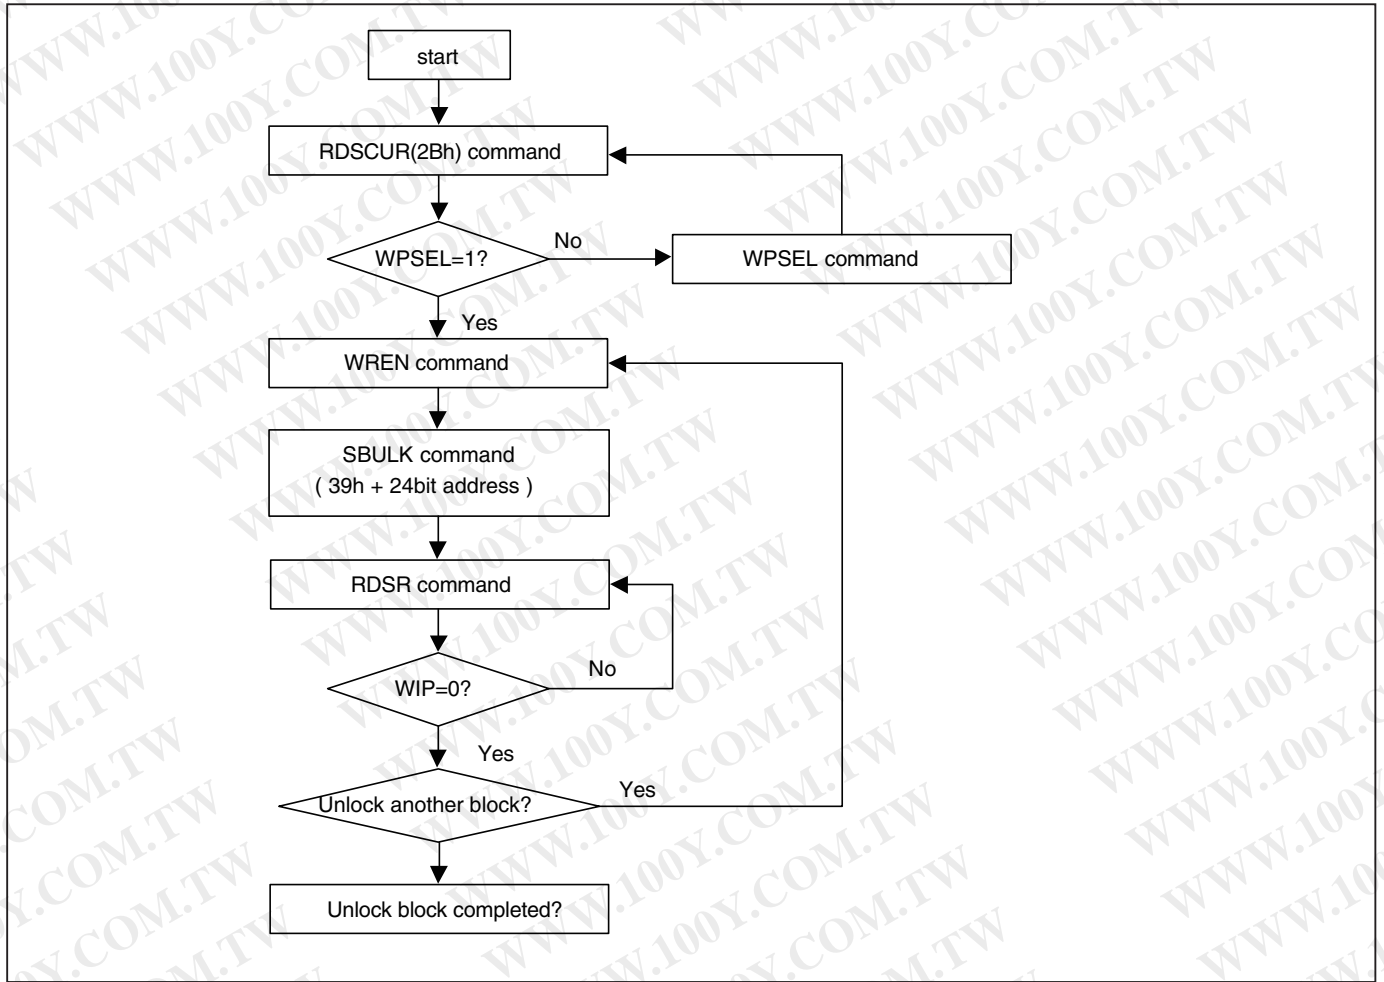 start
RDSCUR(2Bh) command
WPSEL=1?
No
WPSEL command
Yes
WREN command
SBULK command
( 39h + 24bit address )
RDSR command
WIP=0?
No
Yes
Unlock another block?
Yes
Unlock block completed?
WWW.100Y.COM.TW